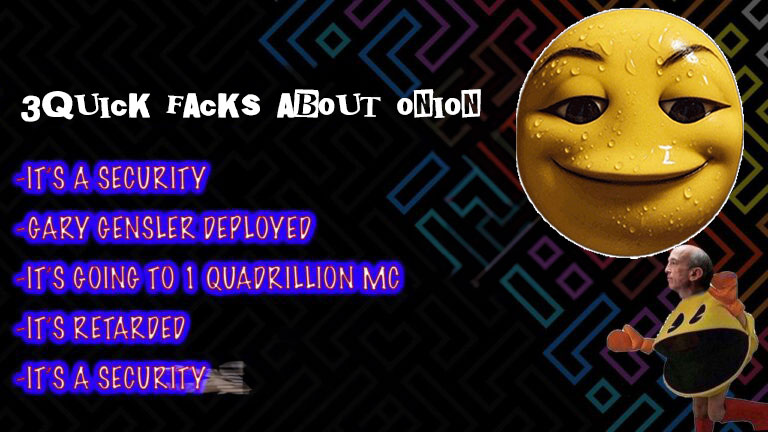 3QUICK FACKS ABOUT ONION
-IT'S A SECURITY
-GARY GENSLER DEPLOYED
-IT'S GOING TO 1 QUADRILLION MC
-IT'S RETARDED
-IT'S A SECURITY